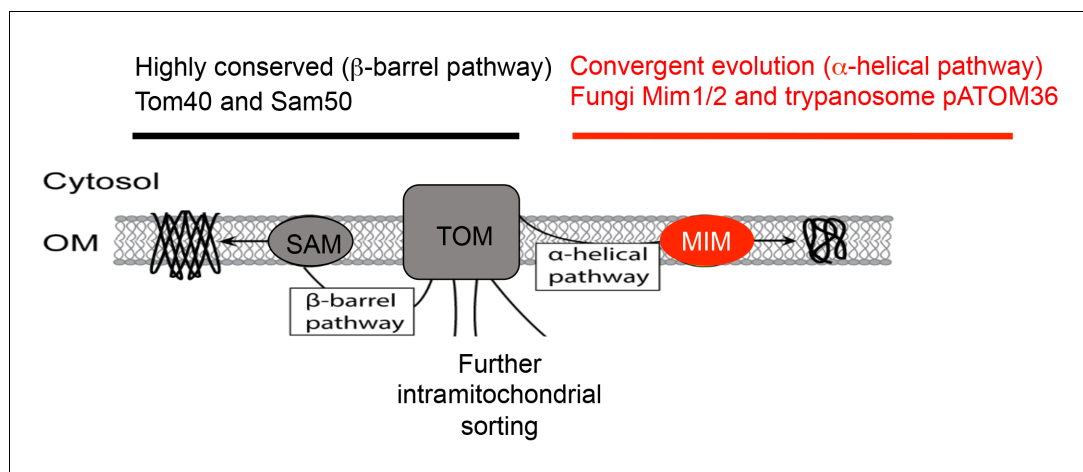 Highly conserved (β-barrel pathway)
Tom40 and Sam50
Convergent evolution (α-helical pathway)
Fungi Mim1/2 and trypanosome pATOM36
Cytosol
OM
SAM
TOM
MIM
α-helical
pathway
β-barrel
pathway
Further
intramitochondrial
sorting